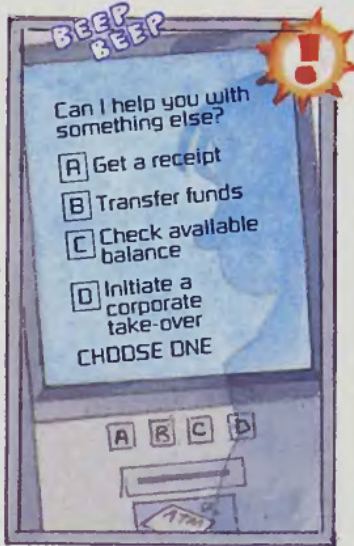 BEEP
BEEP
!
Can I help you with
something else?
A Get a receipt
B Transfer funds
C Check available
balance
D Initiate a
corporate
take-over
CHOOSE ONE
A B C D
ATM